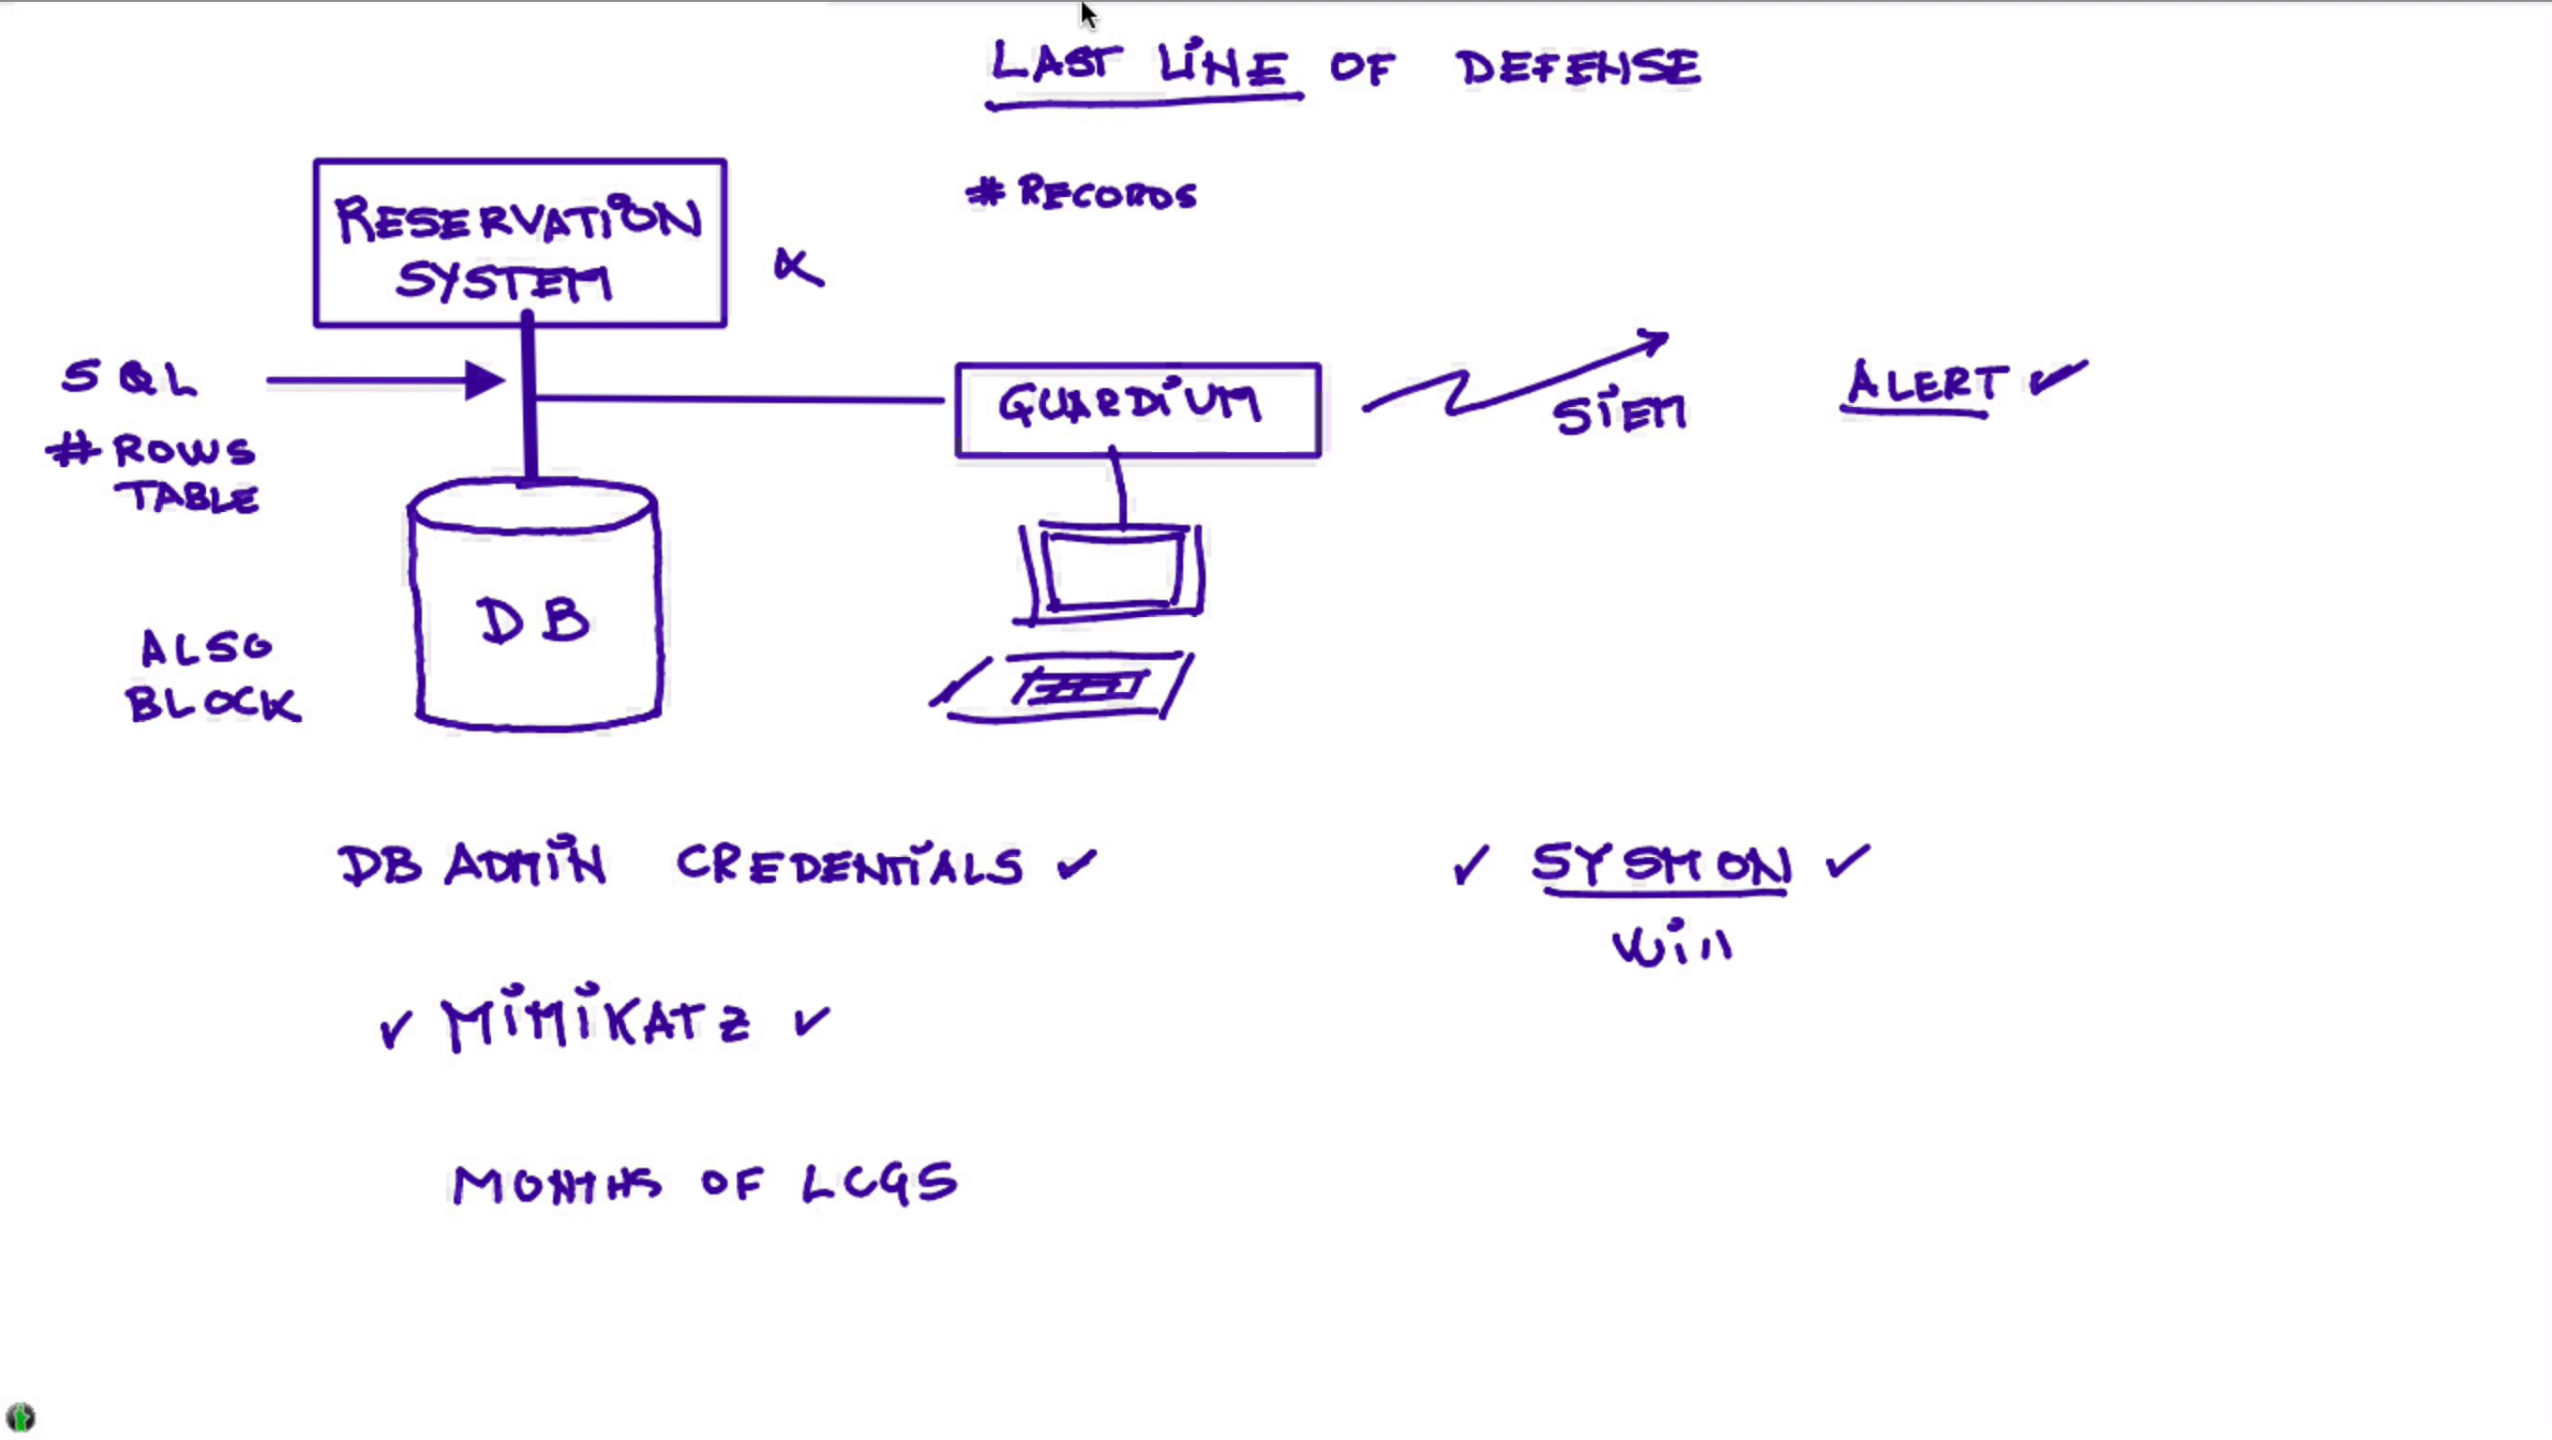 LAST LINE OF DEFENSE
# RECORDS
RESERVATION
SYSTEM
SQL
# ROWS
TABLE
GUARDIUM
SIEM
ALERT ✓
ALSO
BLOCK
DB
DB ADMIN CREDENTIALS ✓
✓ SYSMON ✓
Win
✓ MIMIKATZ ✓
MONTHS OF LOGS